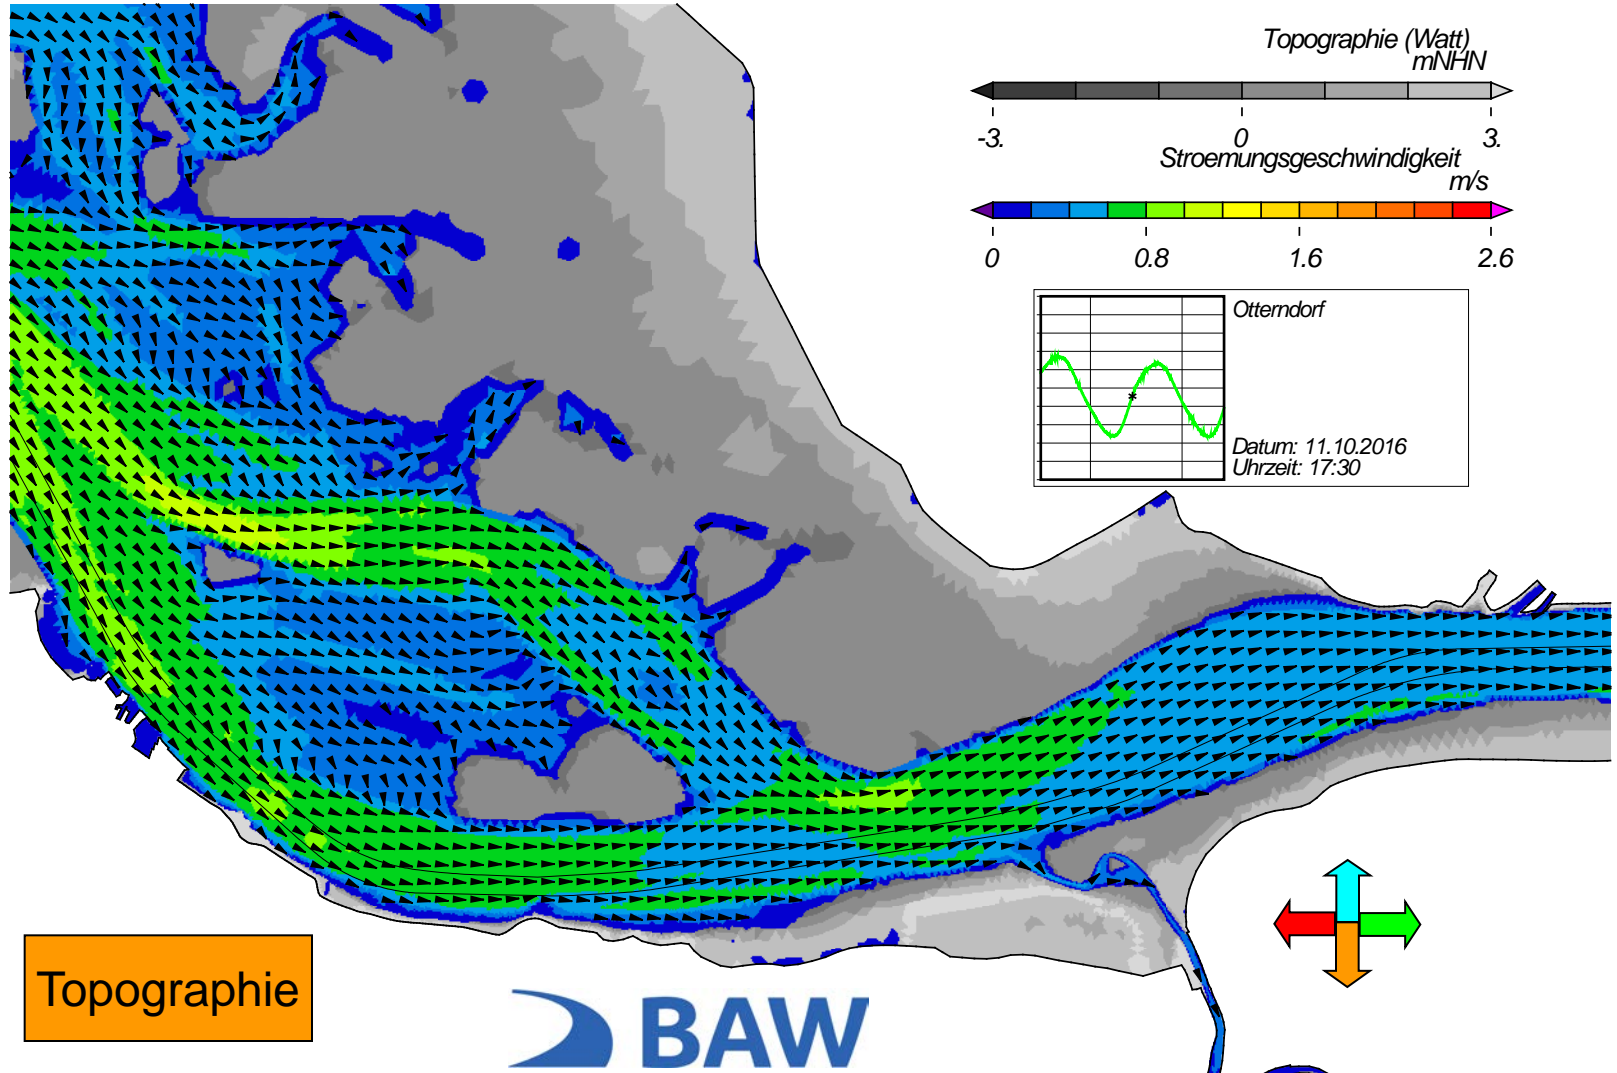 Topographie (Watt)
mNHN
-3. 0 3.
Stroemungsgeschwindigkeit
m/s
0 0.8 1.6 2.6
Otterndorf
Datum: 11.10.2016
Uhrzeit: 17:30
Topographie
BAW